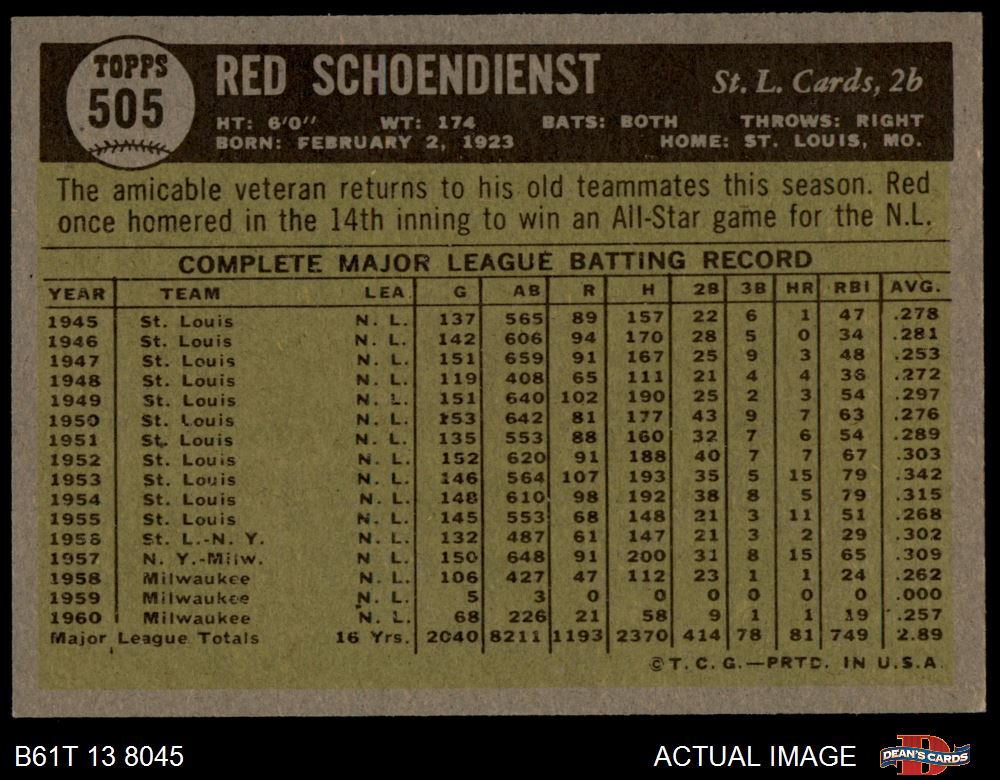 TOPPS
505
RED SCHOENDIENST
St. L. Cards, 2b
HT: 6'0" WT: 174 BATS: BOTH THROWS: RIGHT
BORN: FEBRUARY 2, 1923 HOME: ST. LOUIS, MO.
The amicable veteran returns to his old teammates this season. Red
once homered in the 14th inning to win an All-Star game for the N.L.
COMPLETE MAJOR LEAGUE BATTING RECORD
YEAR TEAM LEA. G AB R H 2B 3B HR RBI AVG.
1945 St. Louis N. L. 137 565 89 157 22 6 1 47 .278
1946 St. Louis N. L. 142 606 94 170 28 5 0 34 .281
1947 St. Louis N. L. 151 659 91 167 25 9 3 48 .253
1948 St. Louis N. L. 119 408 65 111 21 4 4 36 .272
1949 St. Louis N. L. 151 640 102 190 25 2 3 54 .297
1950 St. Louis N. L. 153 642 81 177 43 9 7 63 .276
1951 St. Louis N. L. 135 553 88 160 32 7 6 54 .289
1952 St. Louis N. L. 152 620 91 188 40 7 7 67 .303
1953 St. Louis N. L. 146 564 107 193 35 5 15 79 .342
1954 St. Louis N. L. 148 610 98 192 38 8 5 79 .315
1955 St. Louis N. L. 145 553 68 148 21 3 11 51 .268
1956 St. L.-N. Y. N. L. 132 487 61 147 21 3 2 29 .302
1957 N. Y.-Milw. N. L. 150 648 91 200 31 8 15 65 .309
1958 Milwaukee N. L. 106 427 47 112 23 1 1 24 .262
1959 Milwaukee N. L. 5 3 0 0 0 0 0 0 .000
1960 Milwaukee N. L. 68 226 21 58 9 1 1 19 .257
Major League Totals 16 Yrs. 2040 8211 1193 2370 414 78 81 749 2.89
©T. C. G.—PRTD. IN U.S.A.
B61T 13 8045
ACTUAL IMAGE
DEAN'S CARDS